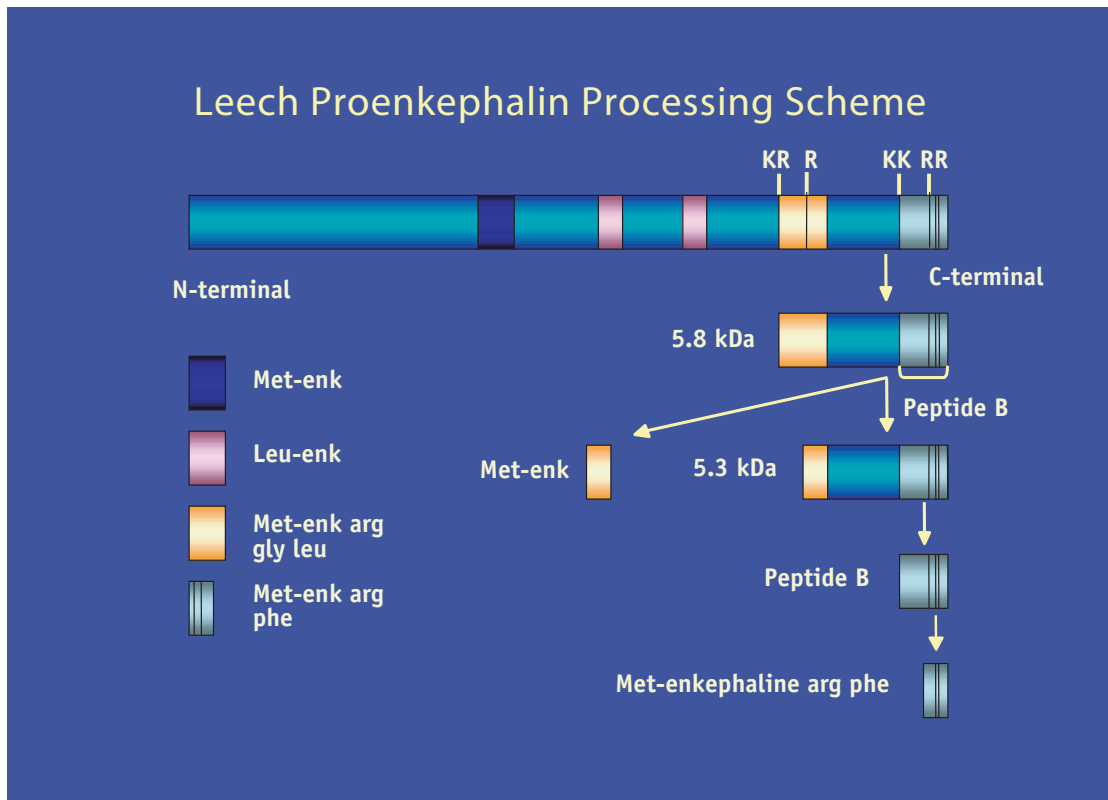 Leech Proenkephalin Processing Scheme
KR R KK RR
N-terminal
C-terminal
5.8 kDa
Met-enk
Peptide B
Leu-enk
Met-enk
5.3 kDa
Met-enk arg
gly leu
Peptide B
Met-enk arg
phe
Met-enkephaline arg phe